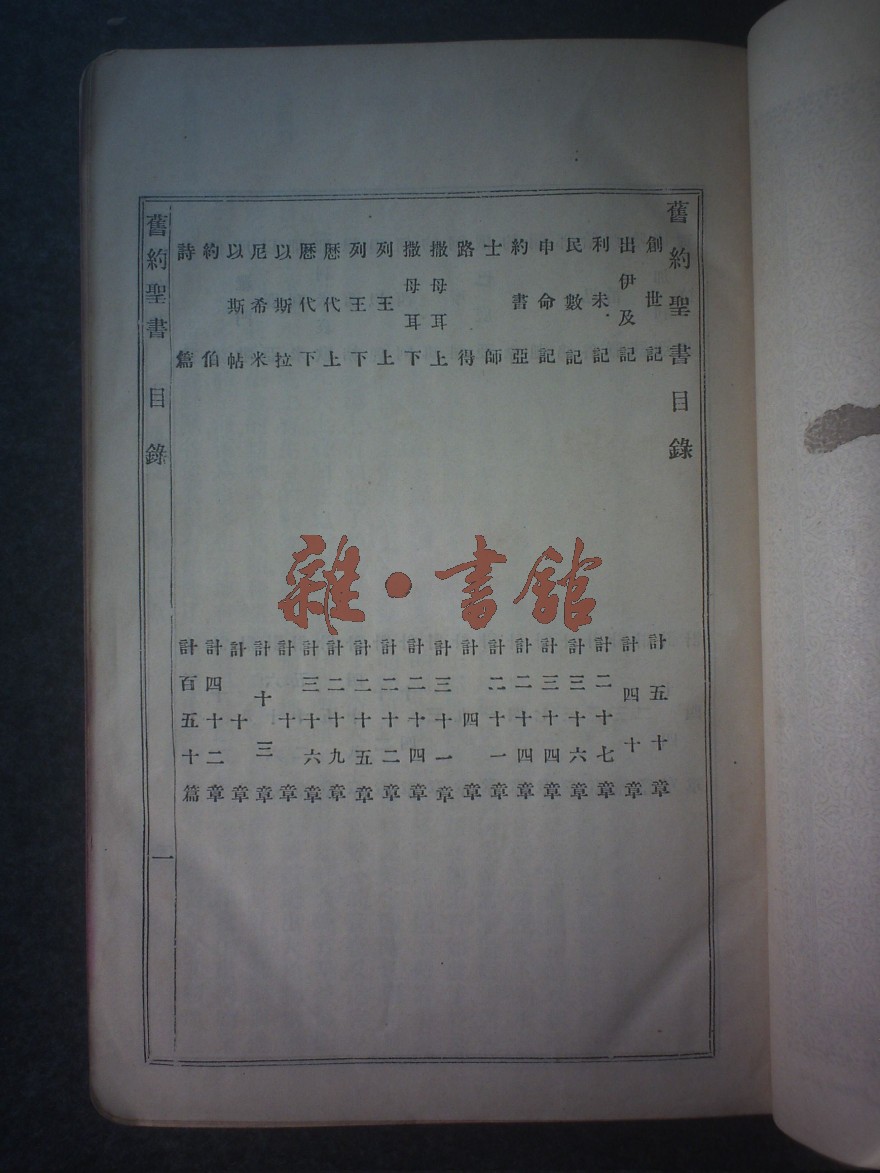 舊約聖書目錄
創世記 計五十章
出伊及記 計四十章
利未記 計二十七章
民數記 計三十六章
申命記 計三十四章
約書亞 計二十四章
士師 計二十一章
路得 計四章
撒母耳上 計三十一章
撒母耳下 計二十四章
列王上 計二十二章
列王下 計二十五章
暦代上 計二十九章
暦代下 計三十六章
以斯拉 計十章
尼希米 計十三章
以斯帖 計十章
約伯 計四十二章
詩篇 計百五十篇
舊約聖書 目錄 一
雜·書館